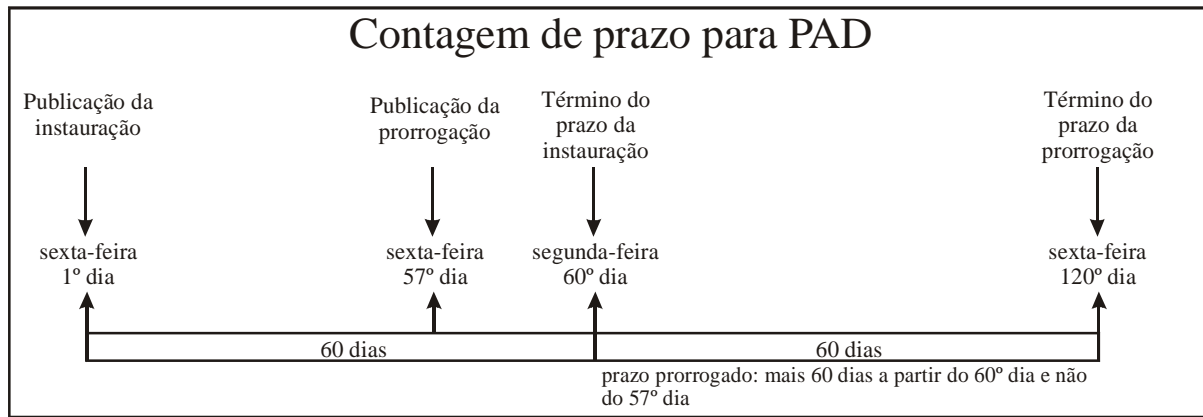 Contagem de prazo para PAD
Publicação da
instauração
Publicação da
prorrogação
Término do
prazo da
instauração
Término do
prazo da
prorrogação
sexta-feira
1º dia
sexta-feira
57º dia
segunda-feira
60º dia
sexta-feira
120º dia
60 dias
60 dias
prazo prorrogado: mais 60 dias a partir do 60º dia e não
do 57º dia